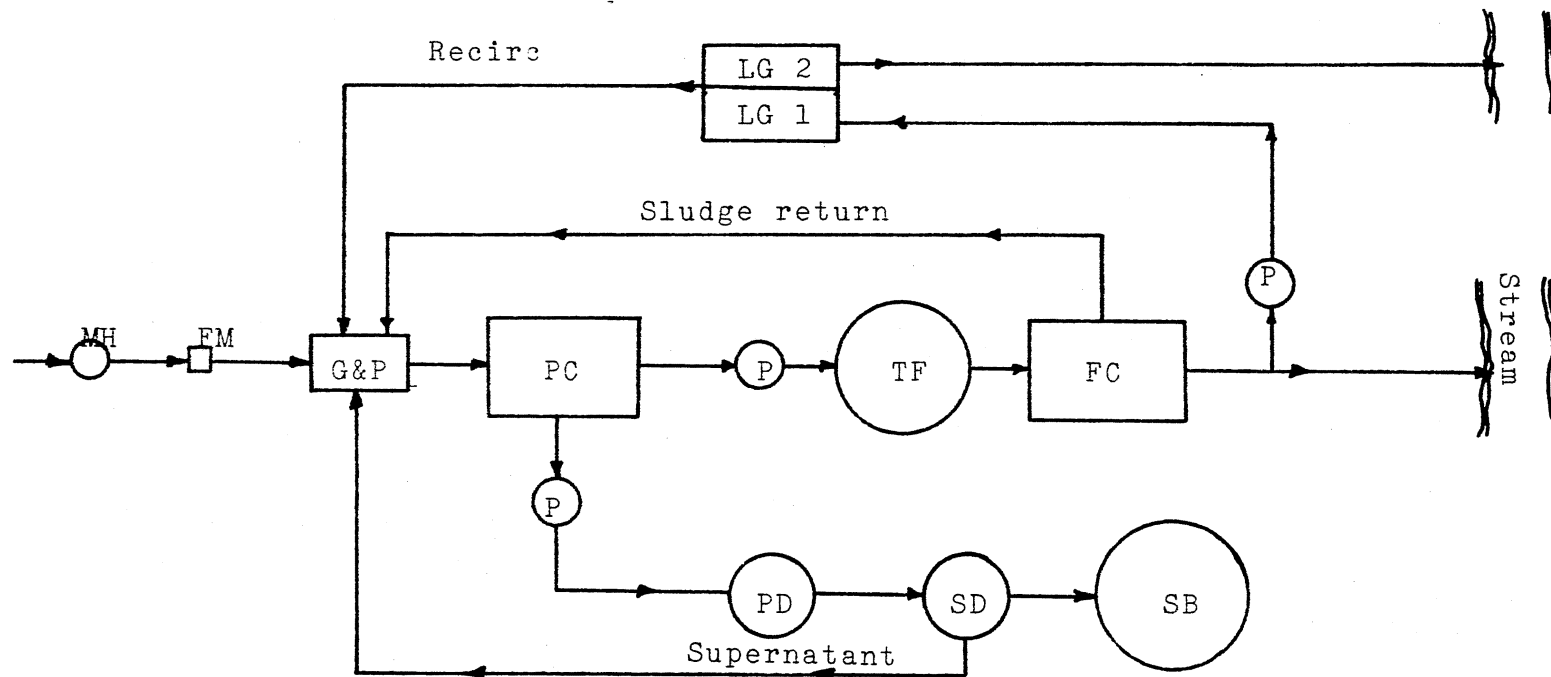 Recirc
LG 2
LG 1
Sludge return
P
Stream
MH
FM
G&P
PC
P
TF
FC
P
PD
SD
SB
Supernatant